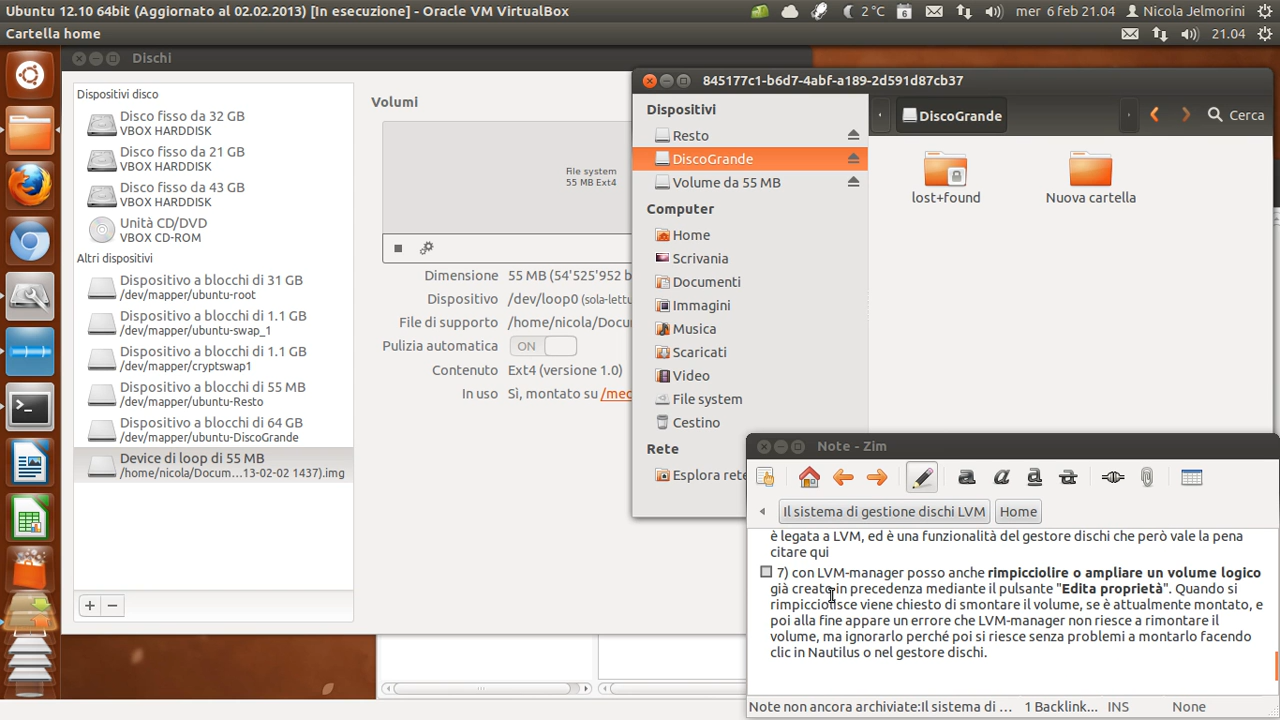 Ubuntu 12.10 64bit (Aggiornato al 02.02.2013) [In esecuzione] - Oracle VM VirtualBox
2 °C
6
mer 6 feb 21.04
Nicola Jelmorini
Cartella home
21.04
Dischi
Dispositivi disco
Disco fisso da 32 GB
VBOX HARDDISK
Disco fisso da 21 GB
VBOX HARDDISK
Disco fisso da 43 GB
VBOX HARDDISK
Unità CD/DVD
VBOX CD-ROM
Altri dispositivi
Dispositivo a blocchi di 31 GB
/dev/mapper/ubuntu-root
Dispositivo a blocchi di 1.1 GB
/dev/mapper/ubuntu-swap_1
Dispositivo a blocchi di 1.1 GB
/dev/mapper/cryptswap1
Dispositivo a blocchi di 55 MB
/dev/mapper/ubuntu-Resto
Dispositivo a blocchi di 64 GB
/dev/mapper/ubuntu-DiscoGrande
Device di loop di 55 MB
/home/nicola/Docum...13-02-02 1437).img
Volumi
File system
55 MB Ext4
Dimensione 55 MB (54'525'952 b
Dispositivo /dev/loop0 (sola-lettu
File di supporto /home/nicola/Docu
Pulizia automatica ON
Contenuto Ext4 (versione 1.0)
In uso Sì, montato su /med
845177c1-b6d7-4abf-a189-2d591d87cb37
Dispositivi
Resto
DiscoGrande
Volume da 55 MB
Computer
Home
Scrivania
Documenti
Immagini
Musica
Scaricati
Video
File system
Cestino
Rete
Esplora rete
DiscoGrande
Cerca
lost+found
Nuova cartella
Note - Zim
Il sistema di gestione dischi LVM
Home
è legata a LVM, ed è una funzionalità del gestore dischi che però vale la pena
citare qui
7) con LVM-manager posso anche rimpicciolire o ampliare un volume logico
già creato in precedenza mediante il pulsante "Edita proprietà". Quando si
rimpicciolisce viene chiesto di smontare il volume, se è attualmente montato, e
poi alla fine appare un errore che LVM-manager non riesce a rimontare il
volume, ma ignorarlo perché poi si riesce senza problemi a montarlo facendo
clic in Nautilus o nel gestore dischi.
Note non ancora archiviate:Il sistema di ...
1 Backlink...
INS
None